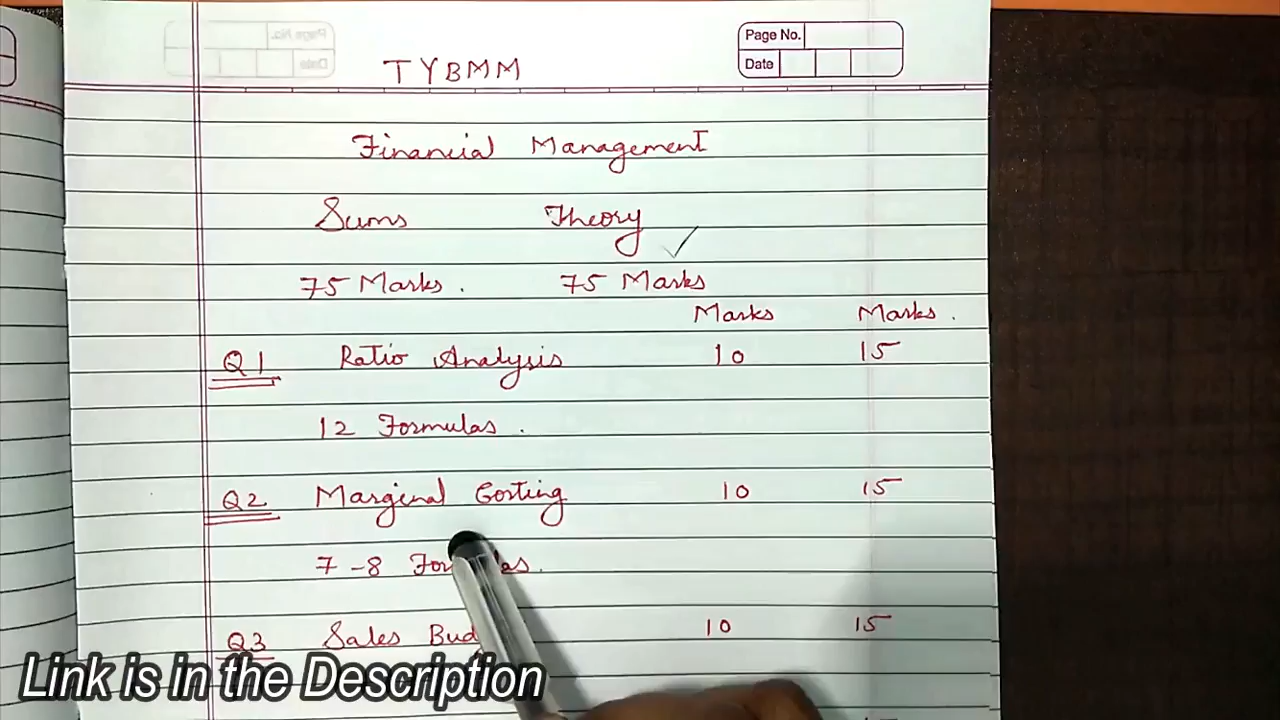 Page No.
Date
TYBMM
Financial Management
Sums Theory
75 Marks. 75 Marks
Marks Marks.
Q1 Ratio Analysis 10 15
12 Formulas.
Q2 Marginal Costing 10 15
7-8
Q3 Sales 10 15
Link is in the Description
15